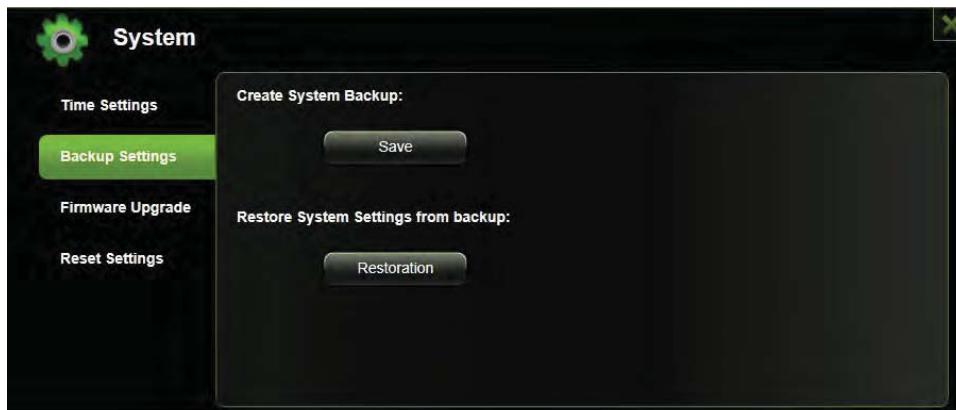 System
Time Settings
Backup Settings
Firmware Upgrade
Reset Settings
Create System Backup:
Save
Restore System Settings from backup:
Restoration